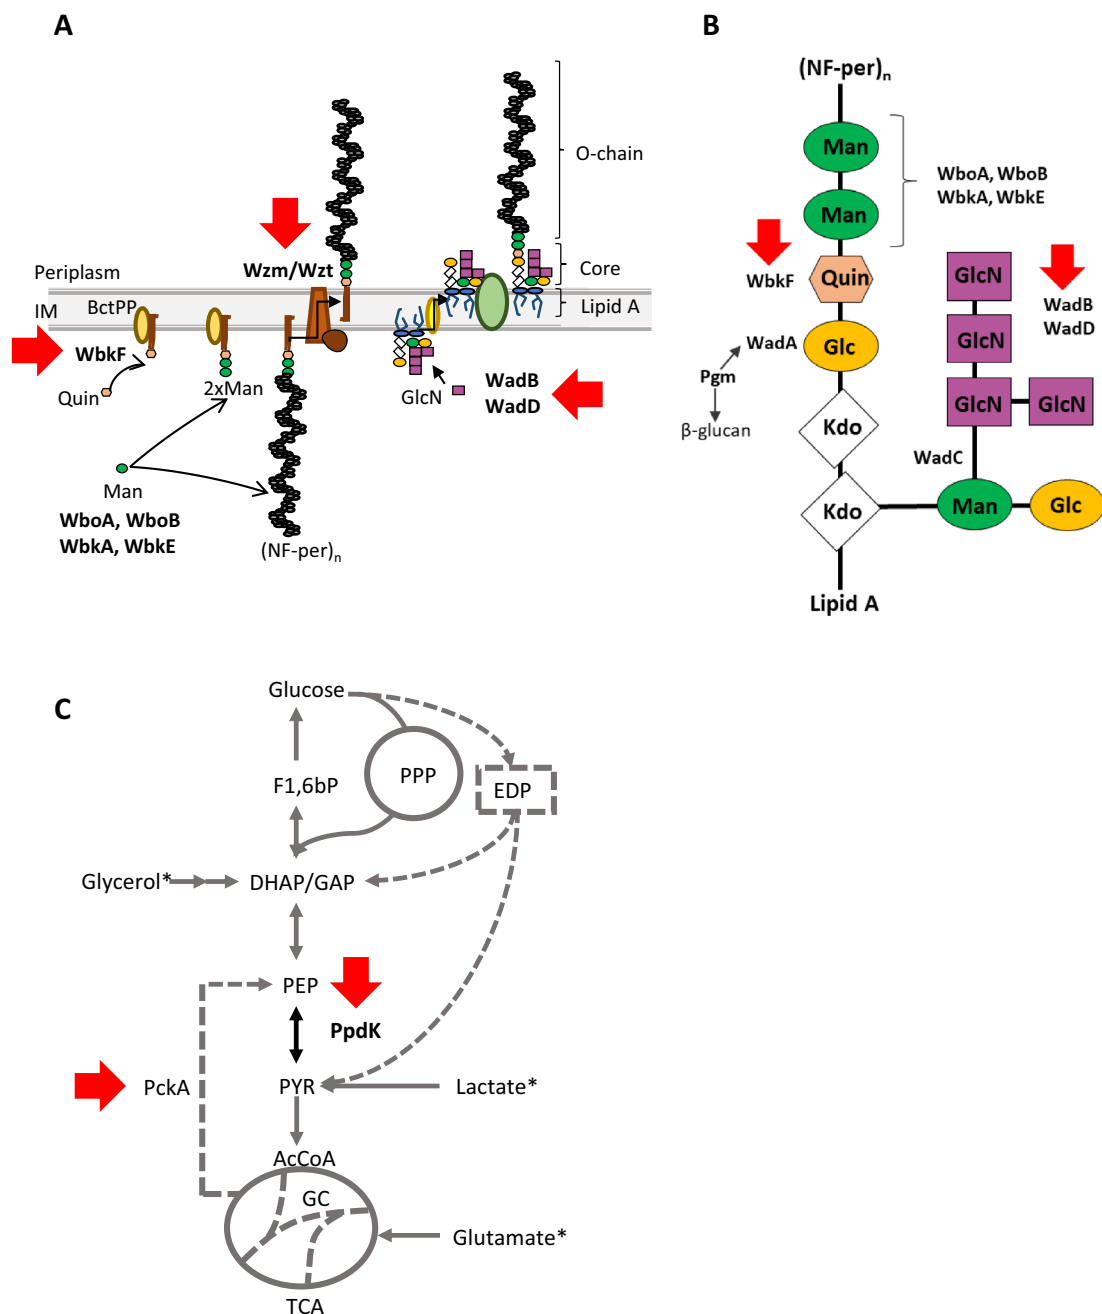 A
O-chain
Wzm/Wzt
Periplasm
Core
IM
BctPP
Lipid A
WbkF
Quin
2xMan
GlcN
WadB
WadD
Man
WboA, WboB
WbkA, WbkE
(NF-per)n
B
(NF-per)n
Man
WboA, WboB
WbkA, WbkE
Man
WbkF
Quin
GlcN
WadB
WadD
WadA
Glc
GlcN
Pgm
β-glucan
GlcN
GlcN
Kdo
WadC
Kdo
Man
Glc
Lipid A
C
Glucose
F1,6bP
PPP
EDP
Glycerol*
DHAP/GAP
PEP
PpdK
PckA
PYR
Lactate*
AcCoA
GC
Glutamate*
TCA